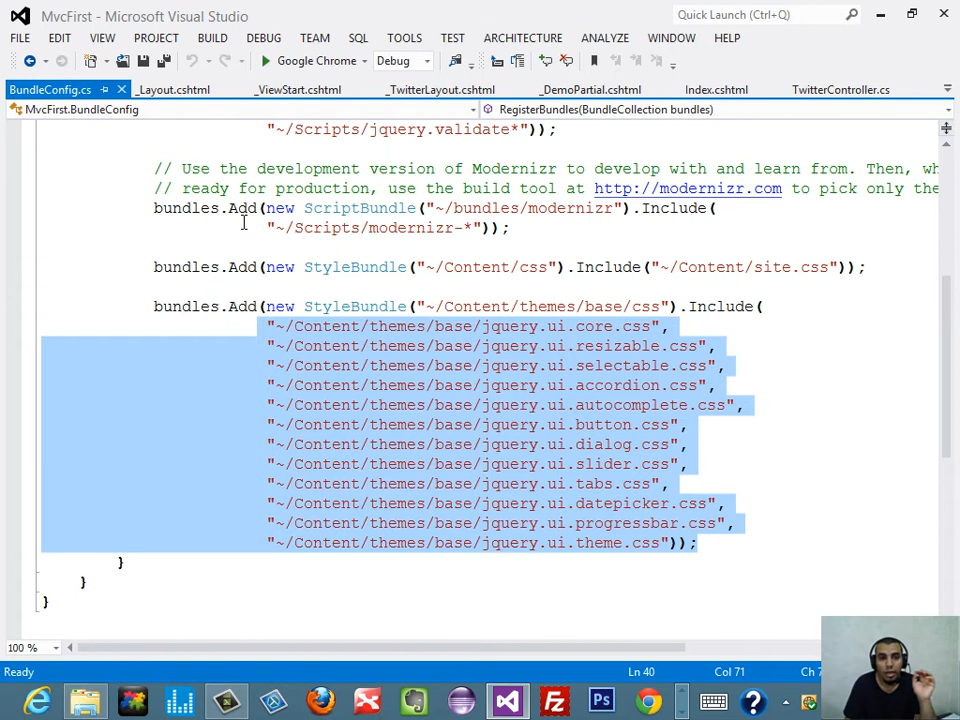 MvcFirst - Microsoft Visual Studio
Quick Launch (Ctrl+Q)
FILE EDIT VIEW PROJECT BUILD DEBUG TEAM SQL TOOLS TEST ARCHITECTURE ANALYZE WINDOW HELP
Google Chrome Debug
BundleConfig.cs _Layout.cshtml _ViewStart.cshtml _TwitterLayout.cshtml _DemoPartial.cshtml Index.cshtml TwitterController.cs
MvcFirst.BundleConfig RegisterBundles(BundleCollection bundles)
"~/Scripts/jquery.validate*"));
// Use the development version of Modernizr to develop with and learn from. Then, wh
// ready for production, use the build tool at http://modernizr.com to pick only the
bundles.Add(new ScriptBundle("~/bundles/modernizr").Include(
"~/Scripts/modernizr-*"));
bundles.Add(new StyleBundle("~/Content/css").Include("~/Content/site.css"));
bundles.Add(new StyleBundle("~/Content/themes/base/css").Include(
"~/Content/themes/base/jquery.ui.core.css",
"~/Content/themes/base/jquery.ui.resizable.css",
"~/Content/themes/base/jquery.ui.selectable.css",
"~/Content/themes/base/jquery.ui.accordion.css",
"~/Content/themes/base/jquery.ui.autocomplete.css",
"~/Content/themes/base/jquery.ui.button.css",
"~/Content/themes/base/jquery.ui.dialog.css",
"~/Content/themes/base/jquery.ui.slider.css",
"~/Content/themes/base/jquery.ui.tabs.css",
"~/Content/themes/base/jquery.ui.datepicker.css",
"~/Content/themes/base/jquery.ui.progressbar.css",
"~/Content/themes/base/jquery.ui.theme.css"));
}
}
}
100 %
Ready Ln 40 Col 71
Fz Ps ?